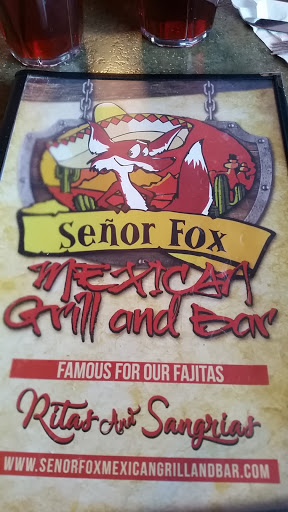 Señor Fox
MEXICAN
Grill and Bar
FAMOUS FOR OUR FAJITAS
Ritas And Sangrias
WWW.SENORFOXMEXICANGRILLANDBAR.COM